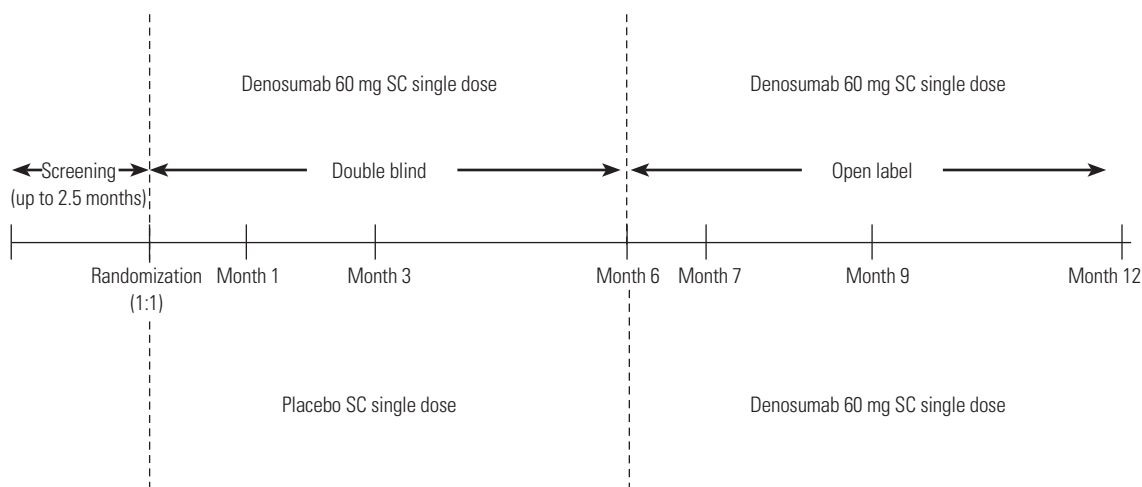 Denosumab 60 mg SC single dose
Denosumab 60 mg SC single dose
Screening
(up to 2.5 months)
Double blind
Open label
Randomization
(1:1)
Month 1
Month 3
Month 6
Month 7
Month 9
Month 12
Placebo SC single dose
Denosumab 60 mg SC single dose